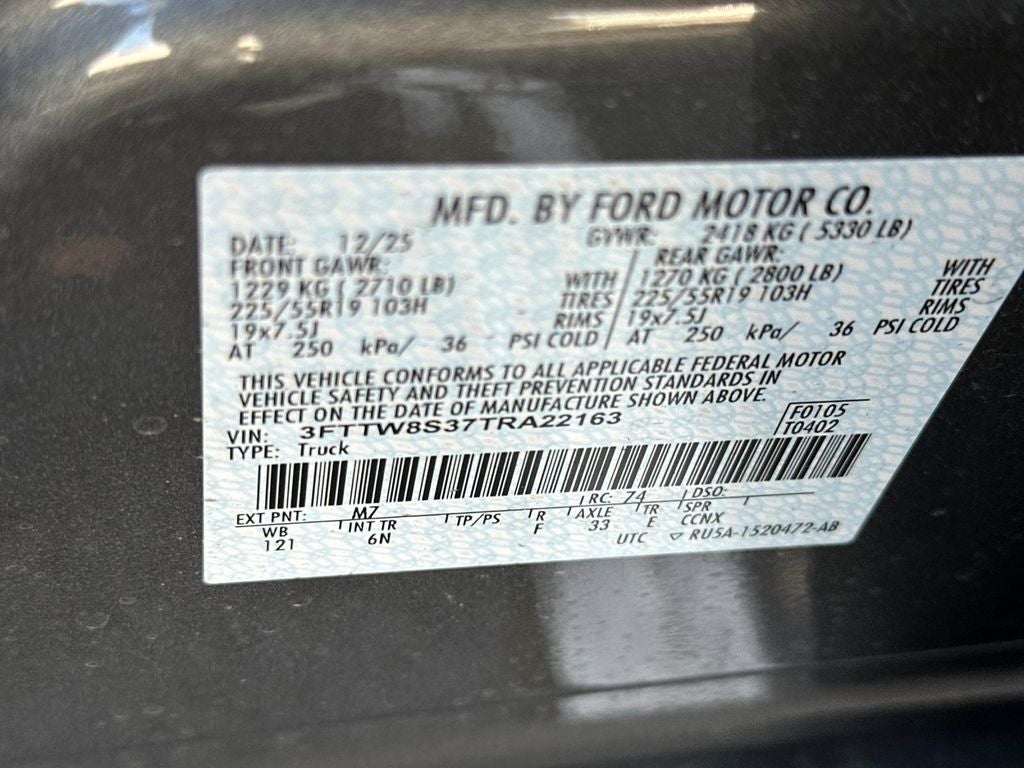 MFD. BY FORD MOTOR CO.
DATE: 12/25 GVWR: 2418 KG ( 5330 LB)
FRONT GAWR: REAR GAWR:
1229 KG ( 2710 LB) WITH 1270 KG ( 2800 LB) WITH
225/55R19 103H TIRES 225/55R19 103H TIRES
19x7.5J RIMS 19x7.5J RIMS
AT 250 kPa/ 36 PSI COLD AT 250 kPa/ 36 PSI COLD
THIS VEHICLE CONFORMS TO ALL APPLICABLE FEDERAL MOTOR
VEHICLE SAFETY AND THEFT PREVENTION STANDARDS IN
EFFECT ON THE DATE OF MANUFACTURE SHOWN ABOVE.
VIN: 3FTTW8S37TRA22163 F0105
TYPE: Truck T0402
EXT PNT: M7 RC: 74 DSO:
WB INT TR TP/PS R AXLE TR SPR
121 6N F 33 E CCNX
UTC ▽ RU5A-1520472-AB